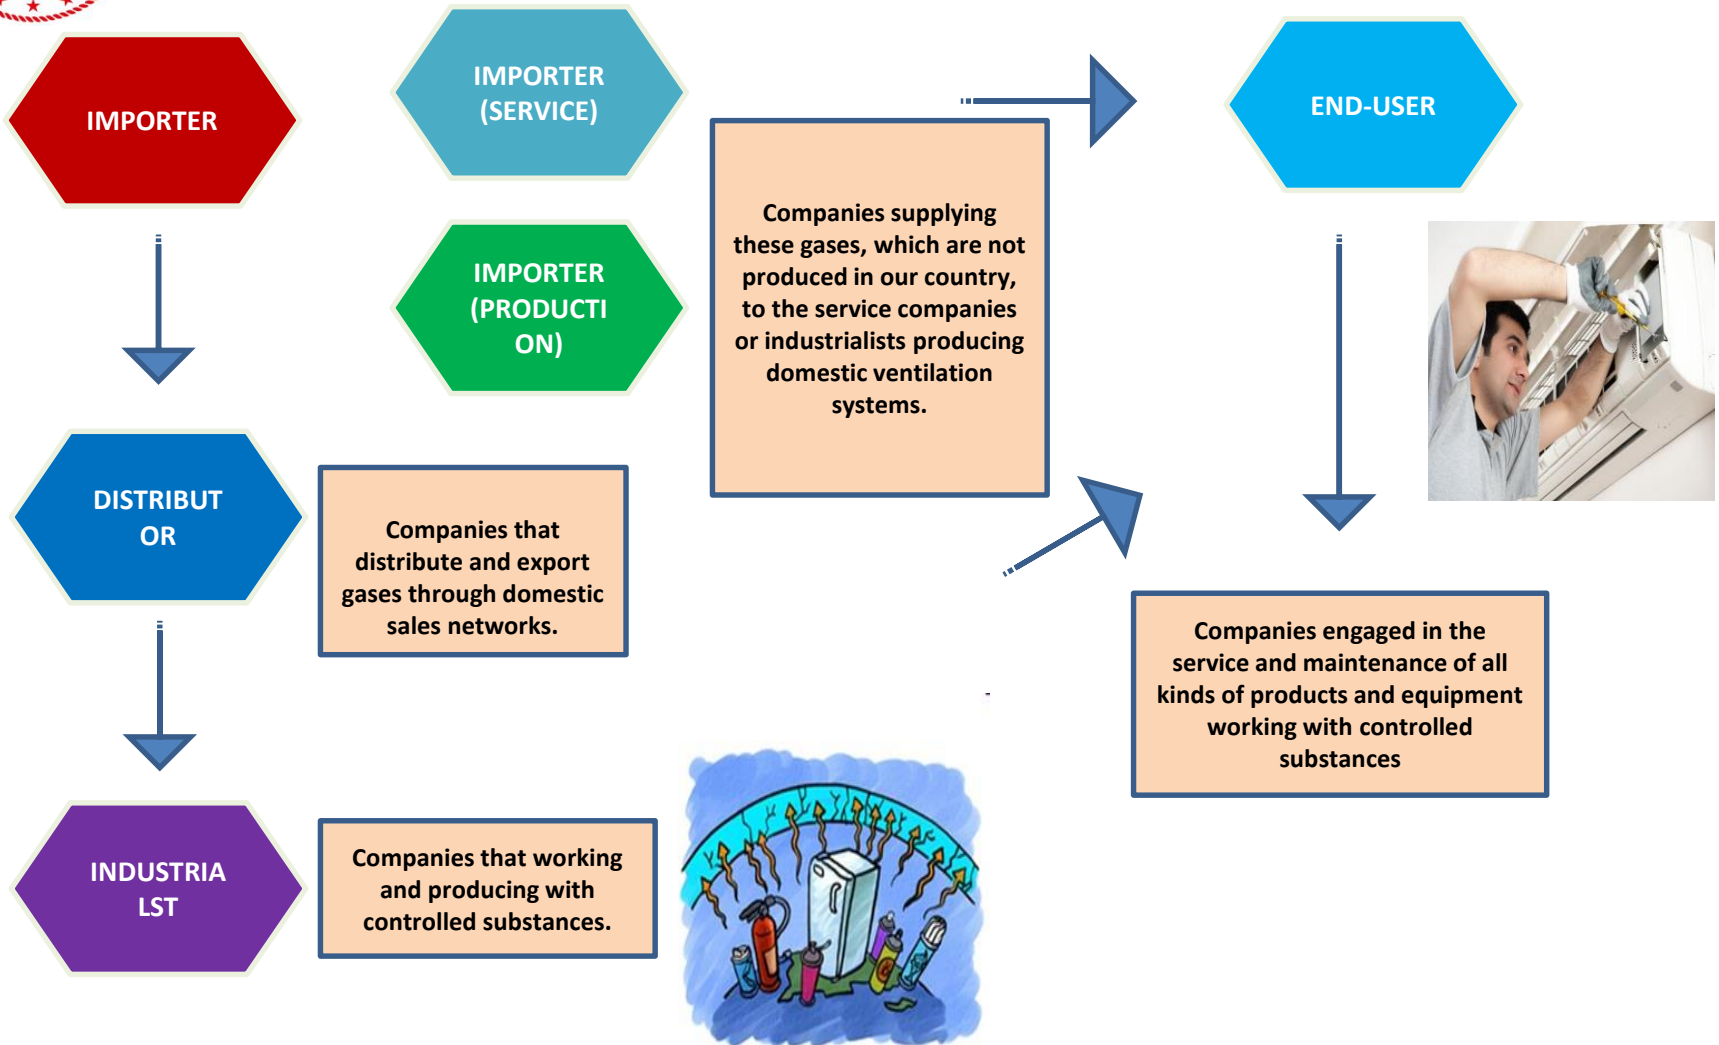 IMPORTER
IMPORTER
(SERVICE)
IMPORTER
(PRODUCTI
ON)
Companies supplying
these gases, which are not
produced in our country,
to the service companies
or industrialists producing
domestic ventilation
systems.
END-USER
DISTRIBUT
OR
Companies that
distribute and export
gases through domestic
sales networks.
Companies engaged in the
service and maintenance of all
kinds of products and equipment
working with controlled
substances
INDUSTRIA
LST
Companies that working
and producing with
controlled substances.